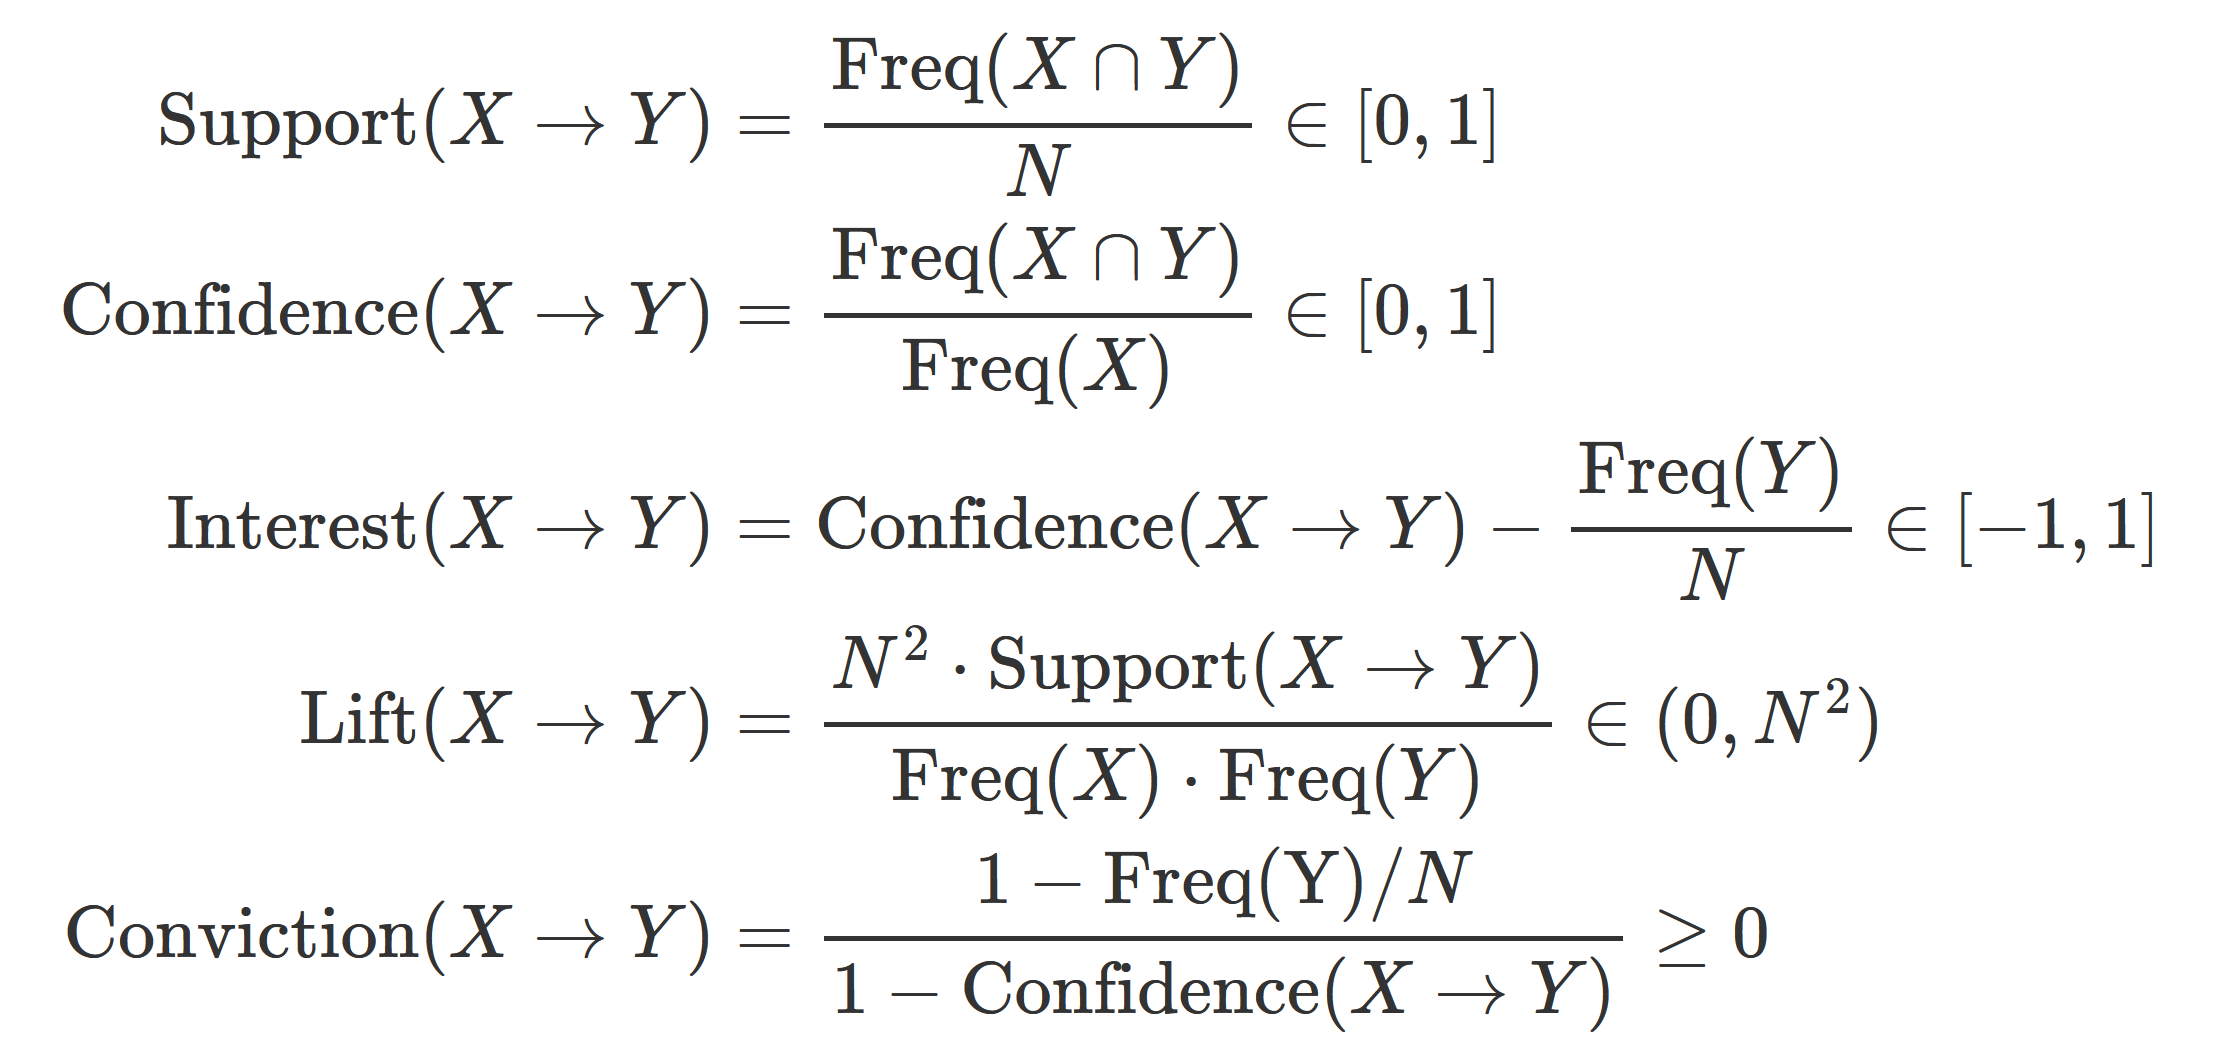 Support(X → Y) = Freq(X ∩ Y) / N ∈ [0, 1]
Confidence(X → Y) = Freq(X ∩ Y) / Freq(X) ∈ [0, 1]
Interest(X → Y) = Confidence(X → Y) − Freq(Y) / N ∈ [−1, 1]
Lift(X → Y) = N² · Support(X → Y) / Freq(X) · Freq(Y) ∈ (0, N²)
Conviction(X → Y) = 1 − Freq(Y)/N / 1 − Confidence(X → Y) ≥ 0